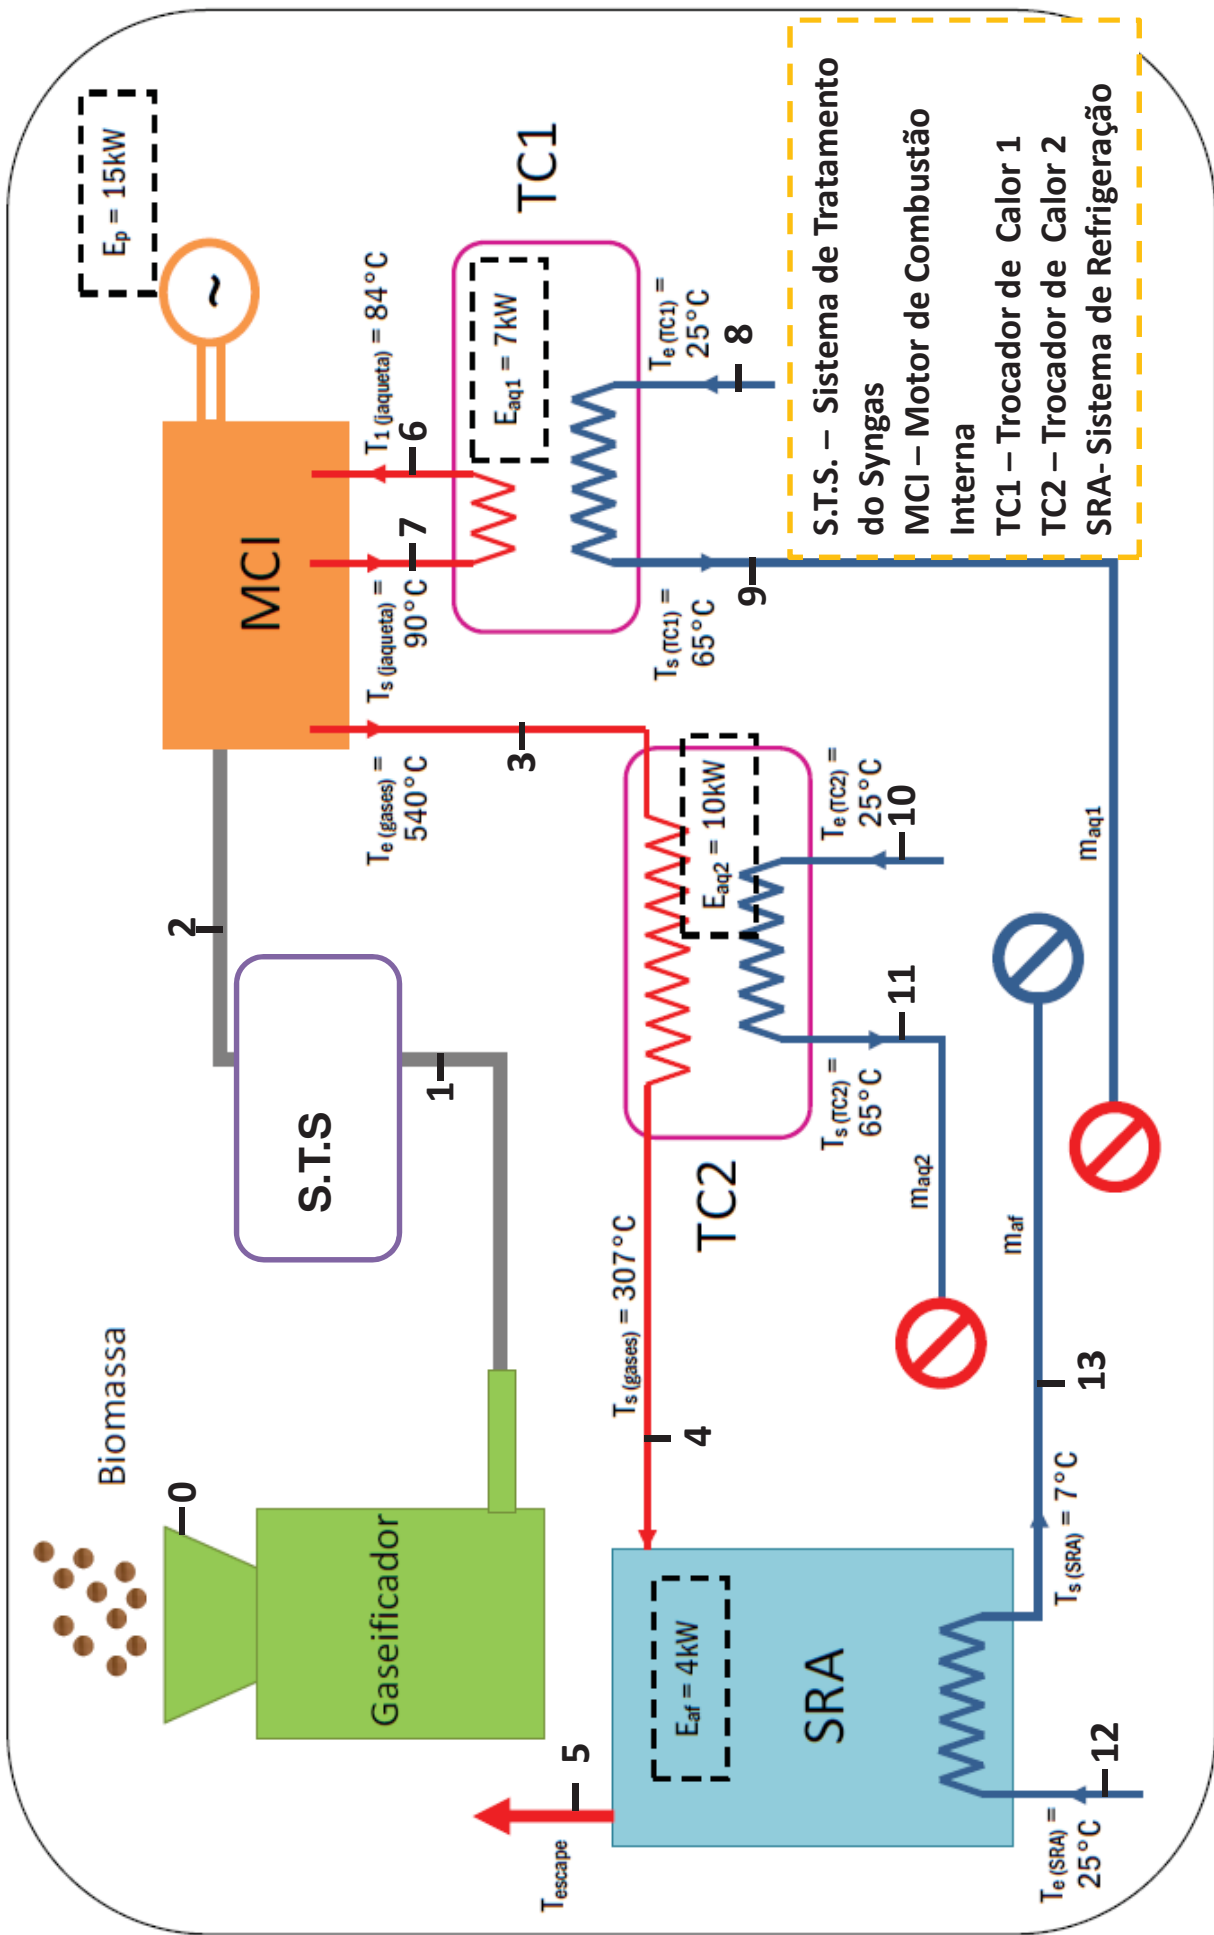 Biomassa
0
Gaseificador
1
S.T.S
2
MCI
~
Ep = 15kW
Te (gases) =
540°C
Ts (jaqueta) =
90°C
T1 (jaqueta) = 84°C
3
7
6
TC1
Eaq1 = 7kW
Ts (TC1) =
65°C
Te (TC1) =
25°C
9
8
5
Tescape
Eaf = 4kW
SRA
Ts (gases) = 307°C
4
TC2
Eaq2 = 10kW
Ts (TC2) =
65°C
Te (TC2) =
25°C
11
10
maq2
maf
maq1
Te (SRA) =
25°C
12
Ts (SRA) = 7°C
13
S.T.S. – Sistema de Tratamento
do Syngas
MCI – Motor de Combustão
Interna
TC1 – Trocador de Calor 1
TC2 – Trocador de Calor 2
SRA- Sistema de Refrigeração